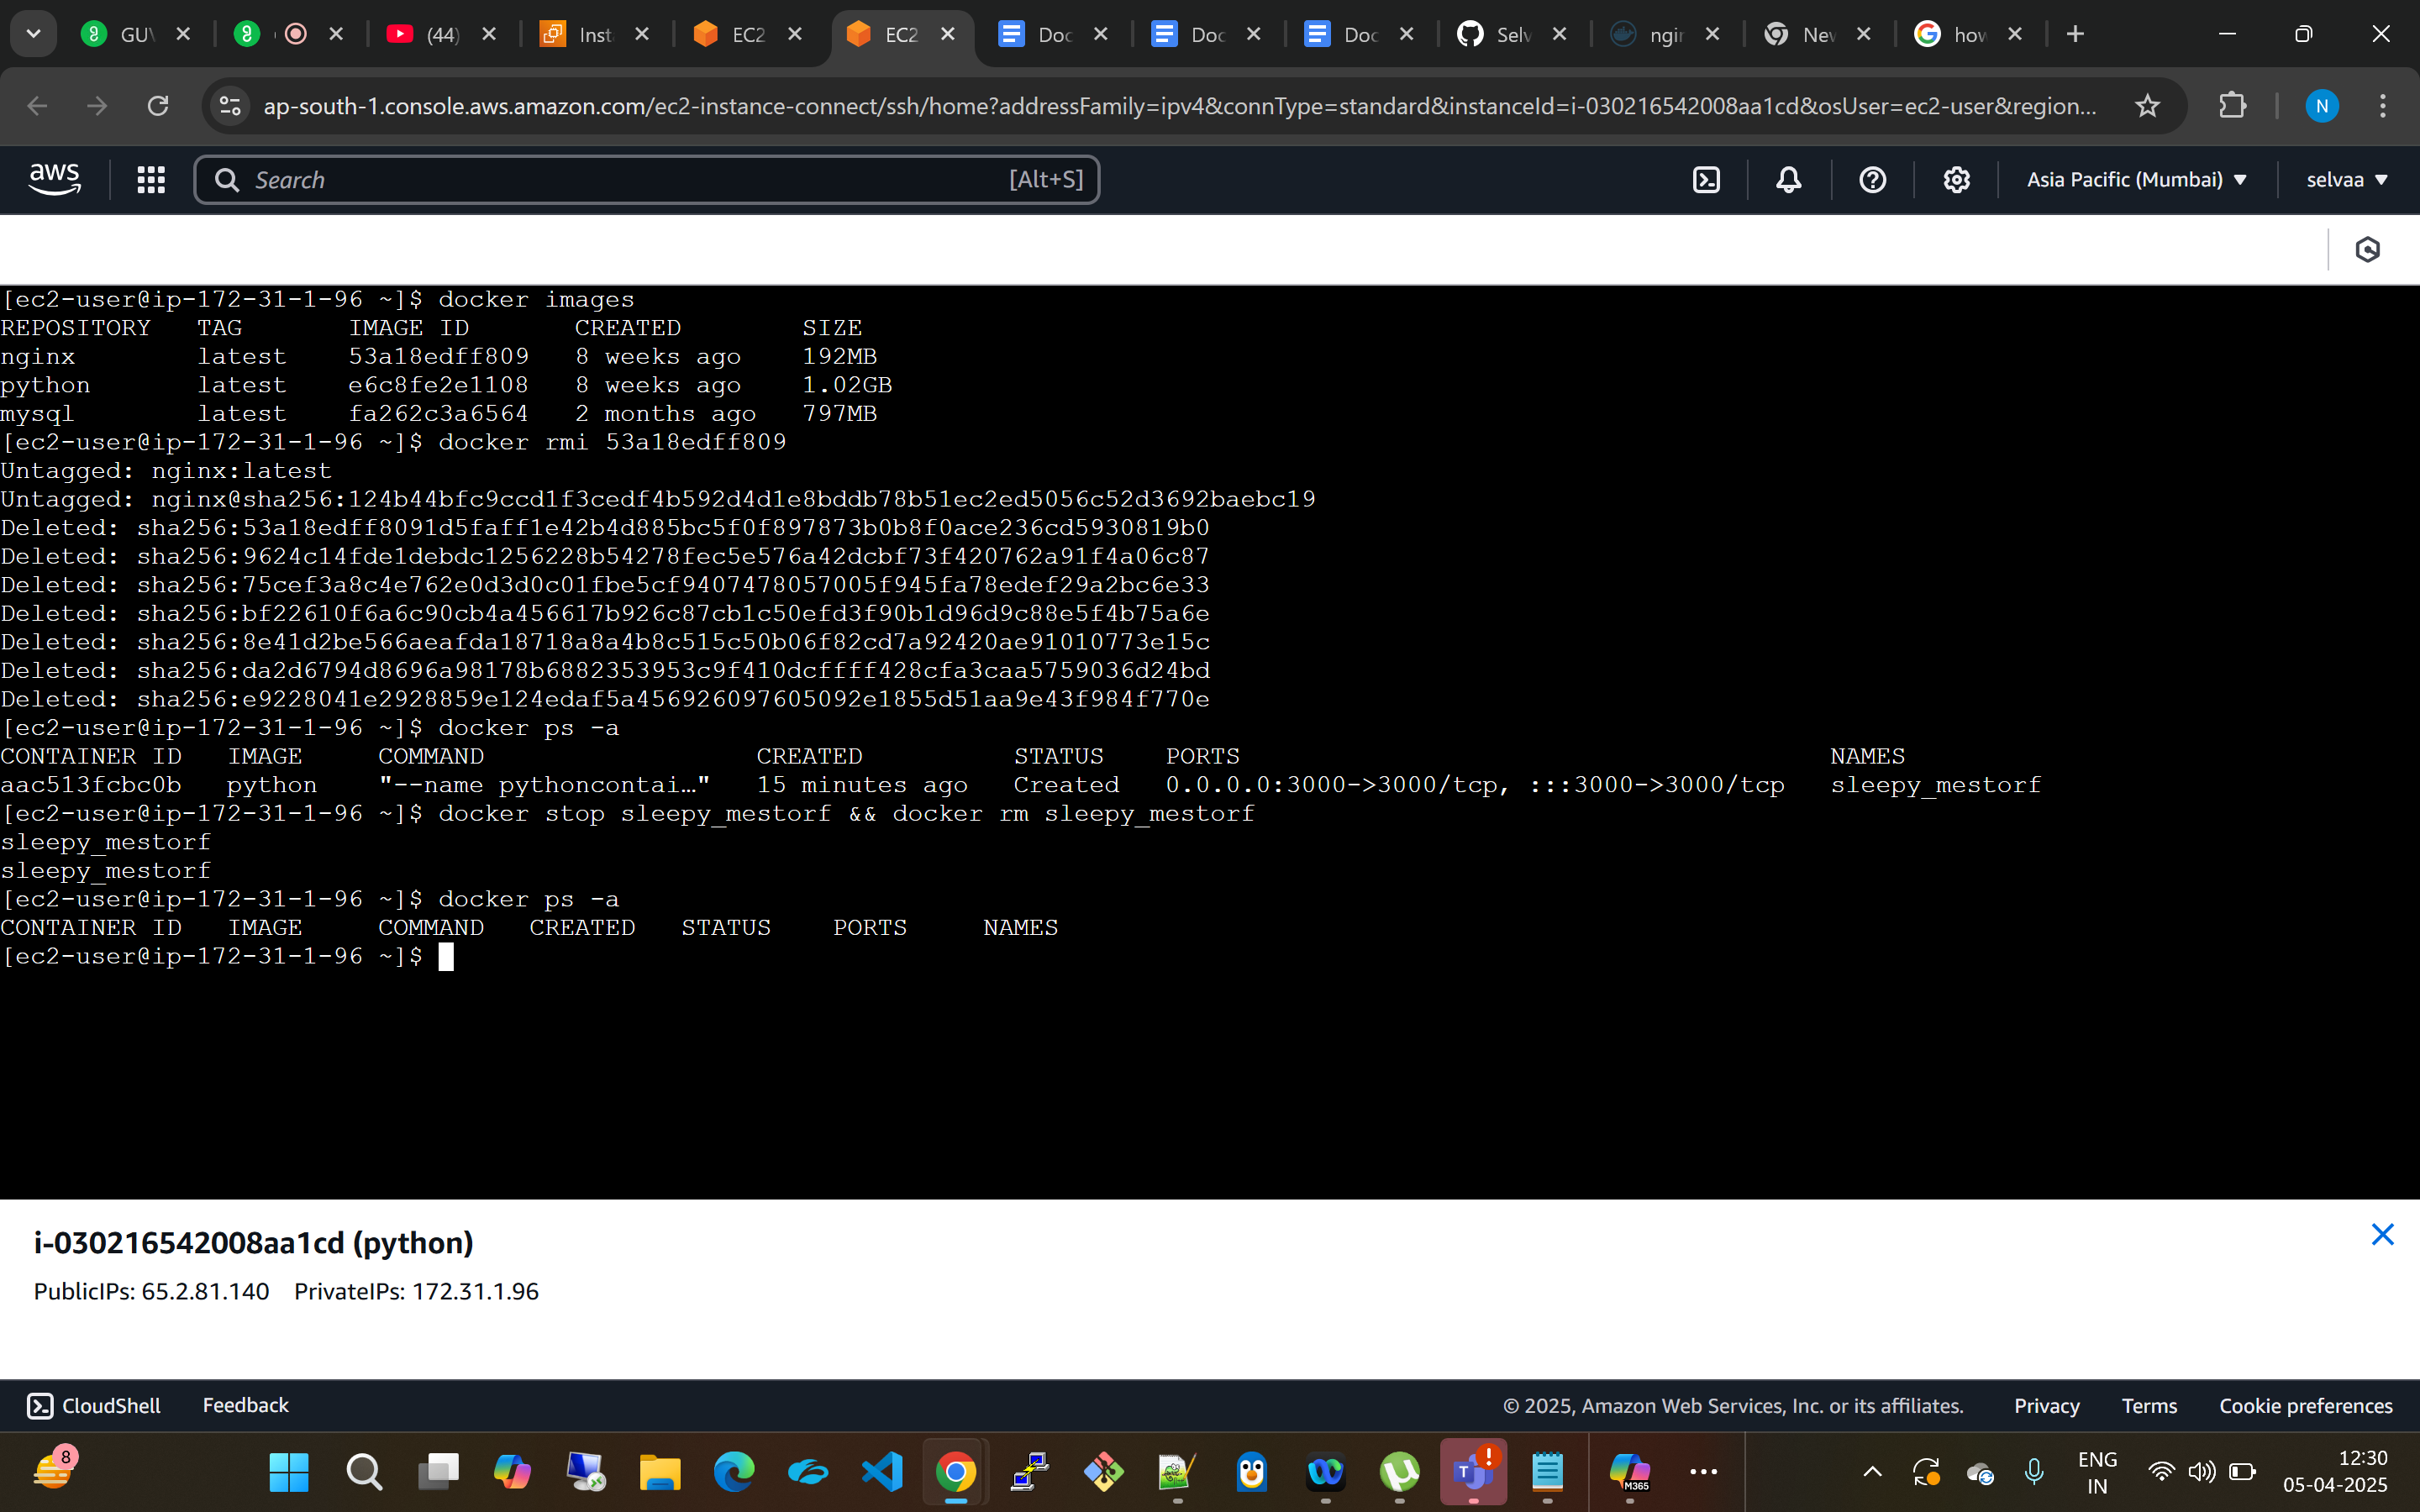 GUV
(44)
Inst
EC2
EC2
Doc
Doc
Doc
Selv
ngin
New
how
ap-south-1.console.aws.amazon.com/ec2-instance-connect/ssh/home?addressFamily=ipv4&connType=standard&instanceId=i-030216542008aa1cd&osUser=ec2-user&region...
N
aws
Search
[Alt+S]
Asia Pacific (Mumbai)
selvaa
[ec2-user@ip-172-31-1-96 ~]$ docker images
REPOSITORY TAG IMAGE ID CREATED SIZE
nginx latest 53a18edff809 8 weeks ago 192MB
python latest e6c8fe2e1108 8 weeks ago 1.02GB
mysql latest fa262c3a6564 2 months ago 797MB
[ec2-user@ip-172-31-1-96 ~]$ docker rmi 53a18edff809
Untagged: nginx:latest
Untagged: nginx@sha256:124b44bfc9ccd1f3cedf4b592d4d1e8bddb78b51ec2ed5056c52d3692baebc19
Deleted: sha256:53a18edff8091d5faff1e42b4d885bc5f0f897873b0b8f0ace236cd5930819b0
Deleted: sha256:9624c14fde1debdc1256228b54278fec5e576a42dcbf73f420762a91f4a06c87
Deleted: sha256:75cef3a8c4e762e0d3d0c01fbe5cf9407478057005f945fa78edef29a2bc6e33
Deleted: sha256:bf22610f6a6c90cb4a456617b926c87cb1c50efd3f90b1d96d9c88e5f4b75a6e
Deleted: sha256:8e41d2be566aeafda18718a8a4b8c515c50b06f82cd7a92420ae91010773e15c
Deleted: sha256:da2d6794d8696a98178b6882353953c9f410dcffff428cfa3caa5759036d24bd
Deleted: sha256:e9228041e2928859e124edaf5a456926097605092e1855d51aa9e43f984f770e
[ec2-user@ip-172-31-1-96 ~]$ docker ps -a
CONTAINER ID IMAGE COMMAND CREATED STATUS PORTS NAMES
aac513fcbc0b python "--name pythoncontai…" 15 minutes ago Created 0.0.0.0:3000->3000/tcp, :::3000->3000/tcp sleepy_mestorf
[ec2-user@ip-172-31-1-96 ~]$ docker stop sleepy_mestorf && docker rm sleepy_mestorf
sleepy_mestorf
sleepy_mestorf
[ec2-user@ip-172-31-1-96 ~]$ docker ps -a
CONTAINER ID IMAGE COMMAND CREATED STATUS PORTS NAMES
[ec2-user@ip-172-31-1-96 ~]$
i-030216542008aa1cd (python)
PublicIPs: 65.2.81.140 PrivateIPs: 172.31.1.96
CloudShell
Feedback
© 2025, Amazon Web Services, Inc. or its affiliates.
Privacy
Terms
Cookie preferences
8
M365
ENG
IN
12:30
05-04-2025